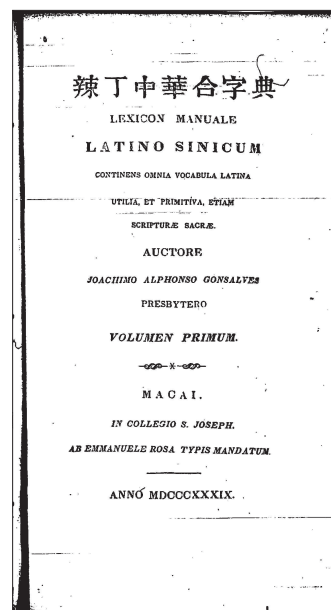 辣丁中華合字典
LEXICON MANUALE
LATINO SINICUM
CONTINENS OMNIA VOCABULA LATINA
UTILIA, ET PRIMITIVA, ETIAM
SCRIPTURÆ SACRÆ.
AUCTORE
JOACHIMO ALPHONSO GONSALVES
PRESBYTERO
VOLUMEN PRIMUM.
MACAI.
IN COLLEGIO S. JOSEPH.
AB EMMANUELE ROSA TYPIS MANDATUM.
ANNO MDCCCXXXIX.